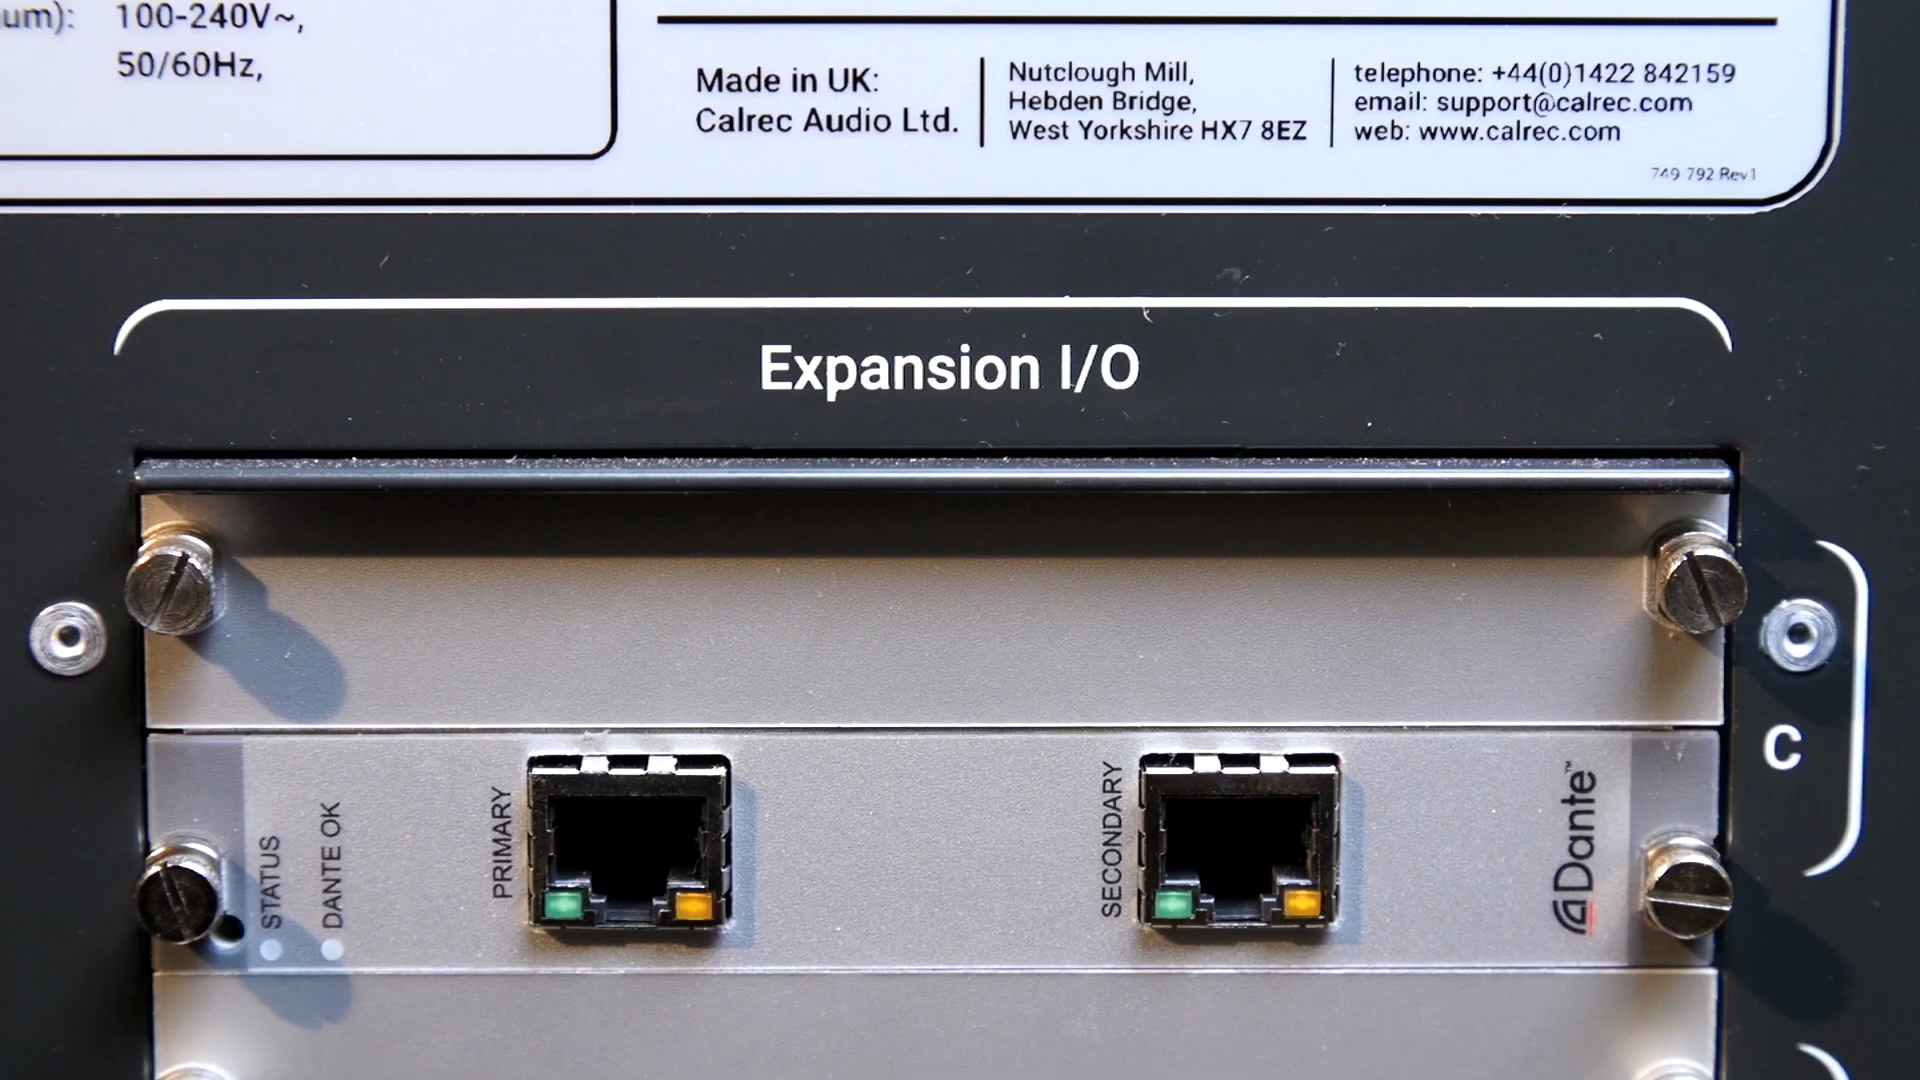 100-240V~,
50/60Hz,
Made in UK:
Calrec Audio Ltd.
Nutclough Mill,
Hebden Bridge,
West Yorkshire HX7 8EZ
telephone: +44(0)1422 842159
email: support@calrec.com
web: www.calrec.com
749 792 Rev1
Expansion I/O
C
STATUS
DANTE OK
PRIMARY
SECONDARY
Dante™